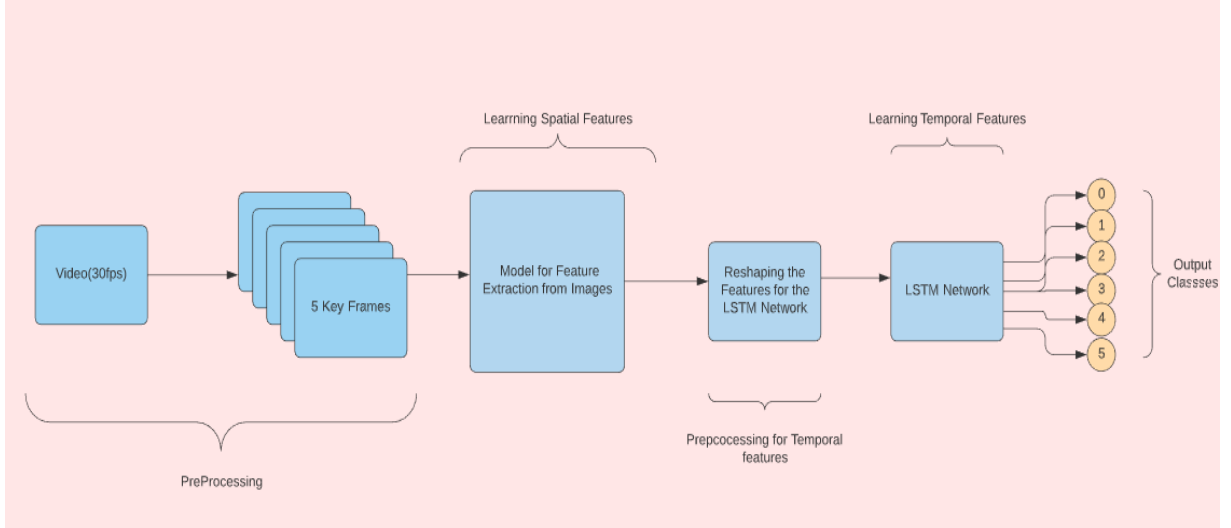 Learrning Spatial Features
Learning Temporal Features
Video(30fps)
5 Key Frames
Model for Feature
Extraction from Images
Reshaping the
Features for the
LSTM Network
LSTM Network
0
1
2
3
4
5
Output
Classses
PreProcessing
Prepcocessing for Temporal
features